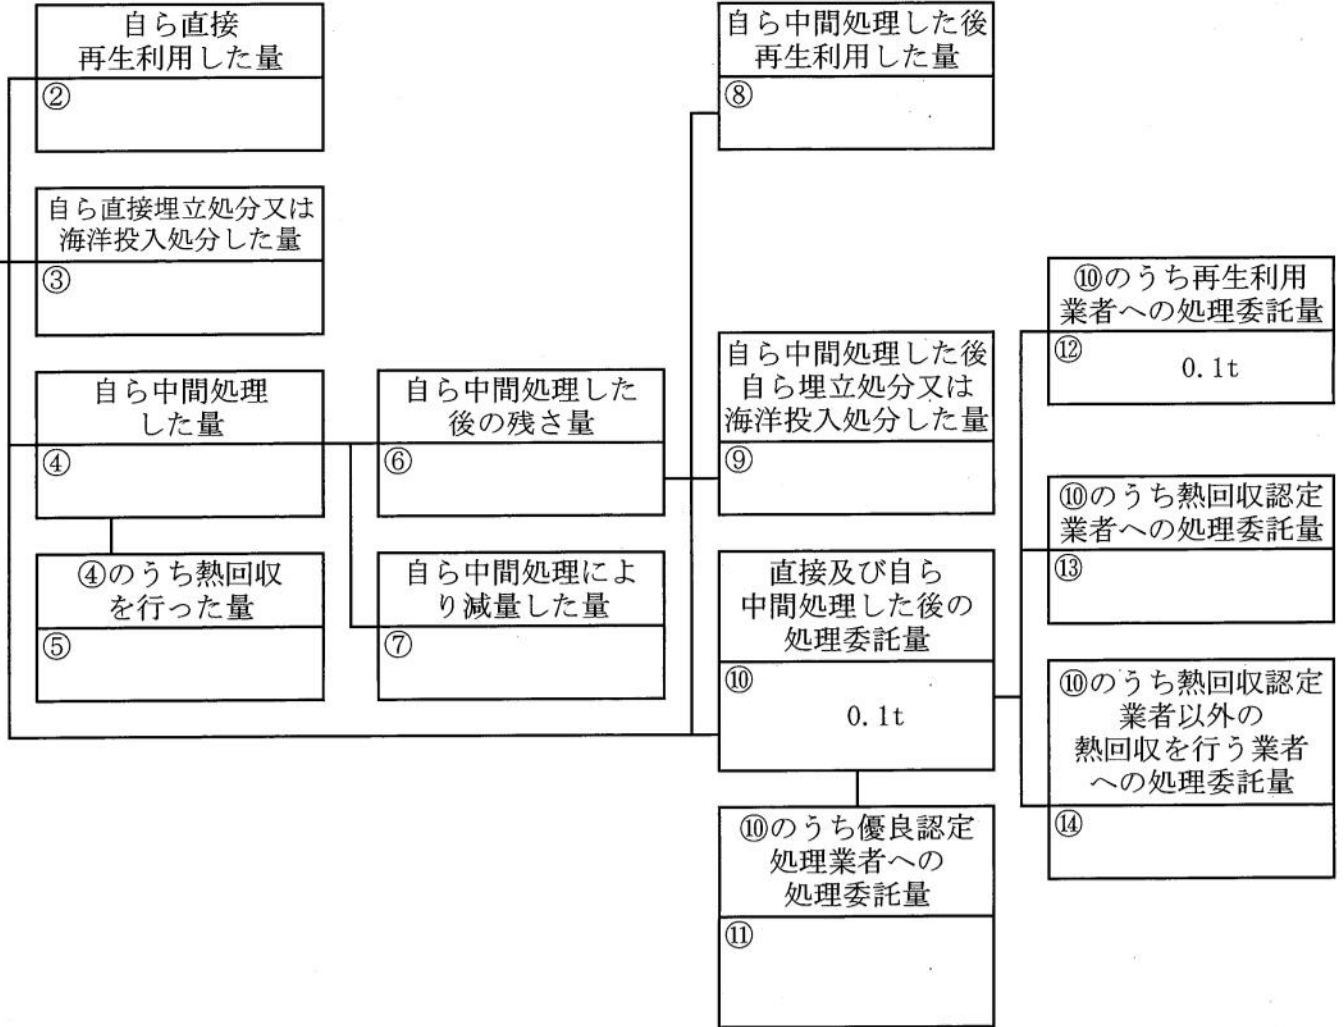 自ら直接
再生利用した量
②
自ら直接埋立処分又は
海洋投入処分した量
③
自ら中間処理
した量
④
④のうち熱回収
を行った量
⑤
自ら中間処理した
後の残さ量
⑥
自ら中間処理によ
り減量した量
⑦
自ら中間処理した後
再生利用した量
⑧
自ら中間処理した後
自ら埋立処分又は
海洋投入処分した量
⑨
直接及び自ら
中間処理した後の
処理委託量
⑩
0.1t
⑩のうち優良認定
処理業者への
処理委託量
⑪
⑩のうち再生利用
業者への処理委託量
⑫
0.1t
⑩のうち熱回収認定
業者への処理委託量
⑬
⑩のうち熱回収認定
業者以外の
熱回収を行う業者
への処理委託量
⑭